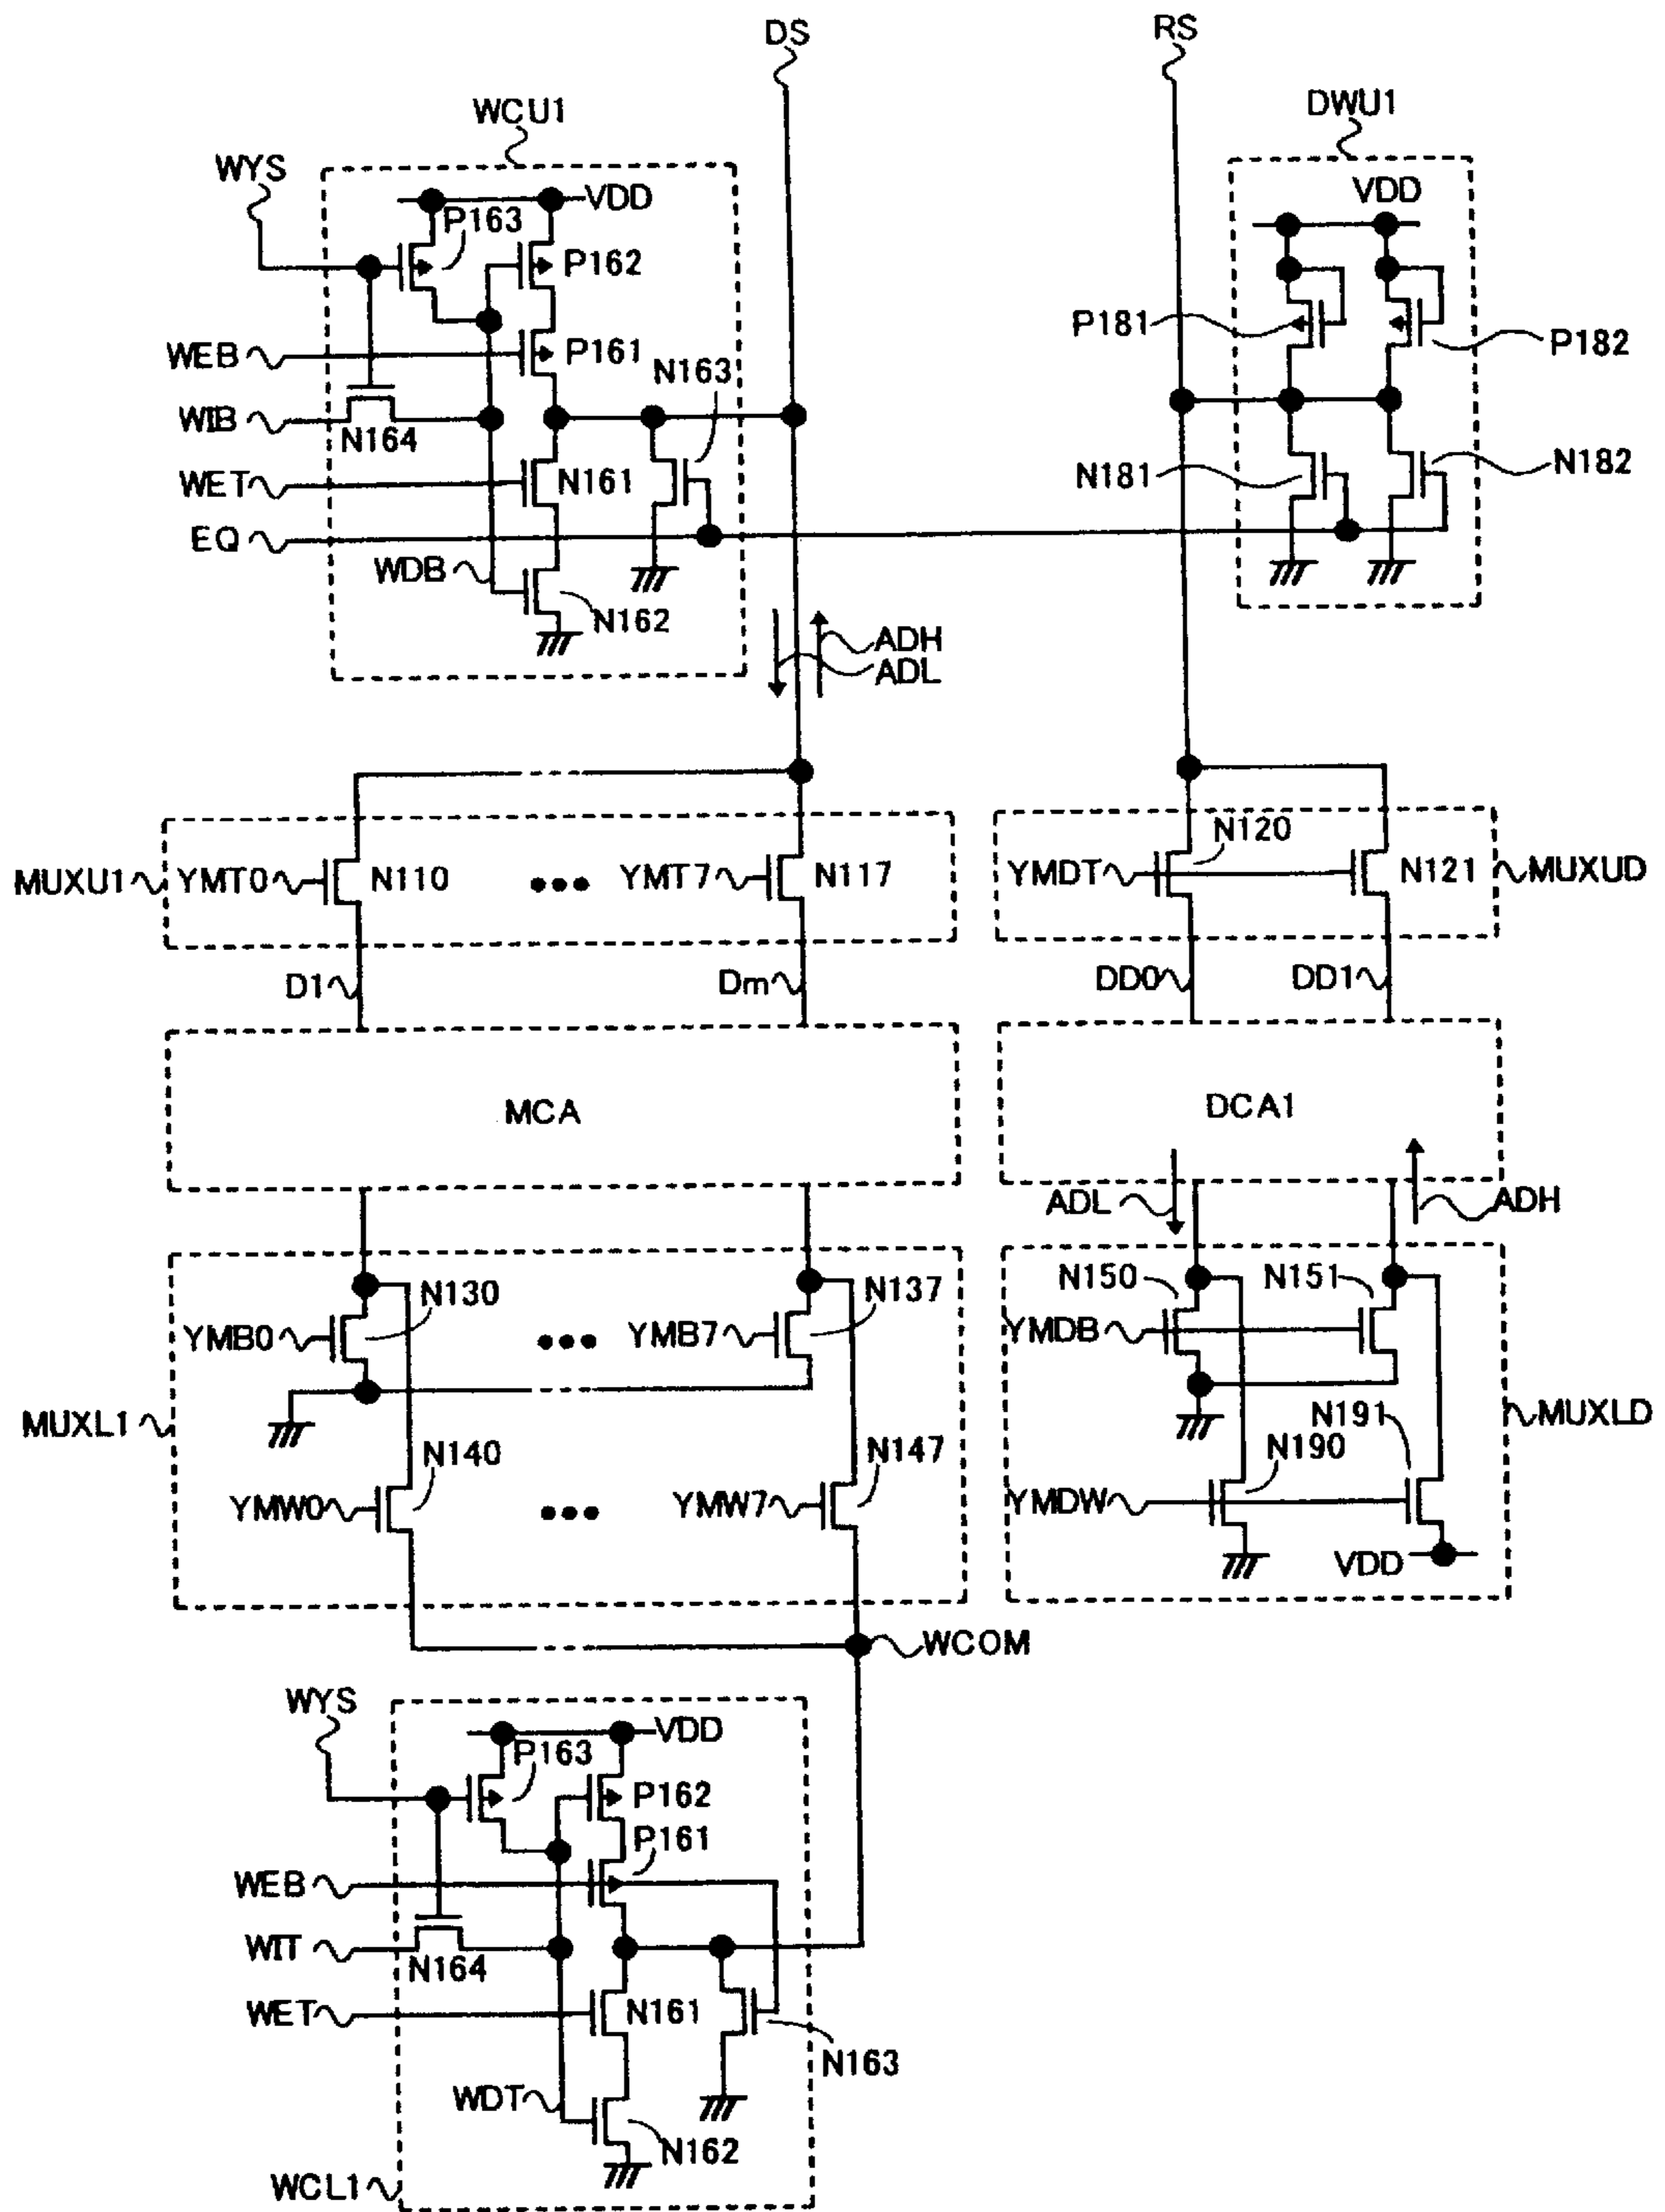 DS
RS
WCU1
DWU1
WYS
VDD
VDD
P163
P162
P181
P182
WEB
P161
N163
WIB
N164
N181
N182
WET
N161
EQ
WDB
N162
ADH
ADL
MUXU1
YMT0
N110
•••
YMT7
N117
YMDT
N120
N121
MUXUD
D1
Dm
DD0
DD1
MCA
DCA1
ADL
ADH
N130
N137
N150
N151
YMB0
•••
YMB7
YMDB
MUXL1
MUXLD
N140
N147
N191
N190
YMW0
•••
YMW7
YMDW
VDD
WCOM
WYS
VDD
P163
P162
P161
WEB
WIT
N164
WET
N161
N163
WDT
N162
WCL1